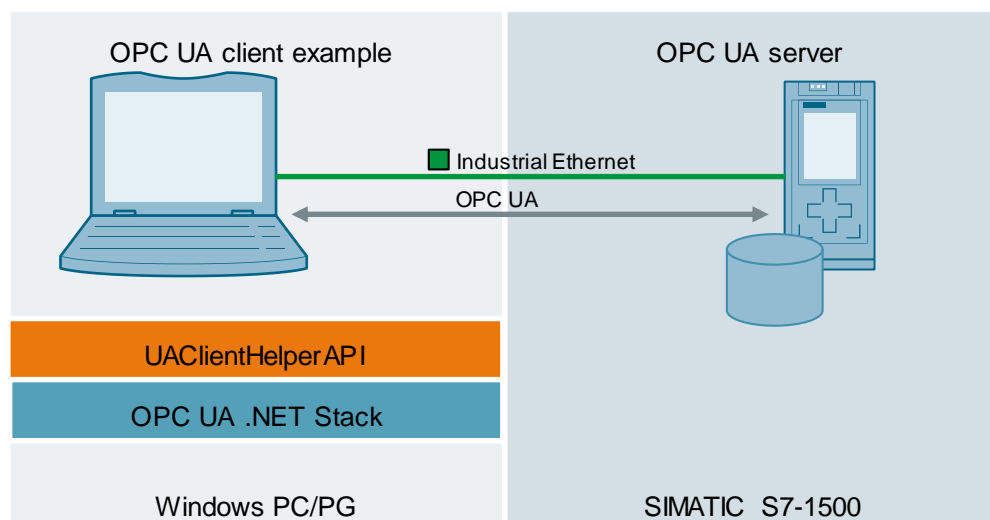 OPC UA client example
OPC UA server
Industrial Ethernet
OPC UA
UAClientHelperAPI
OPC UA .NET Stack
Windows PC/PG
SIMATIC S7-1500